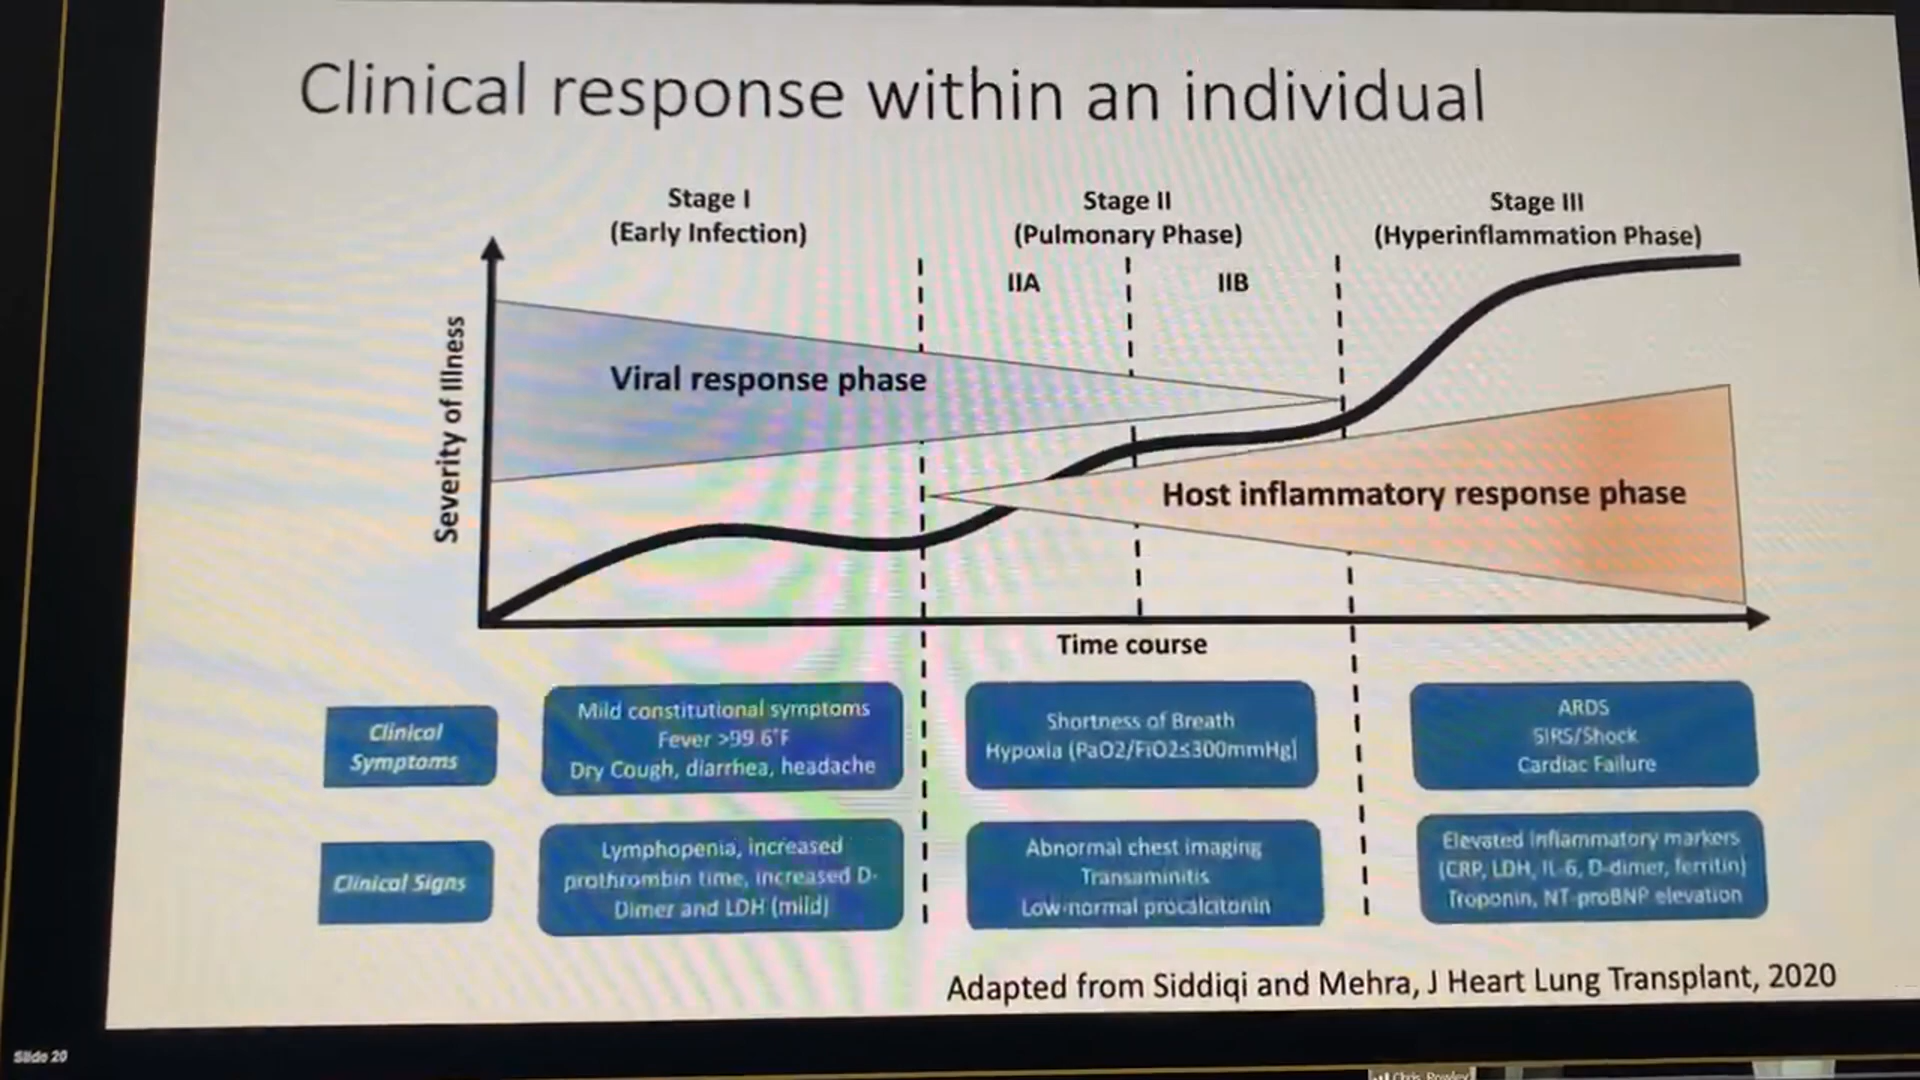 Clinical response within an individual
Stage I
(Early Infection)
Stage II
(Pulmonary Phase)
Stage III
(Hyperinflammation Phase)
IIA
IIB
Severity of Illness
Viral response phase
Host inflammatory response phase
Time course
Clinical
Symptoms
Mild constitutional symptoms
Fever >99.6°F
Dry Cough, diarrhea, headache
Shortness of Breath
Hypoxia (PaO2/FiO2≤300mmHg)
ARDS
SIRS/Shock
Cardiac Failure
Clinical Signs
Lymphopenia, increased
prothrombin time, increased D-
Dimer and LDH (mild)
Abnormal chest imaging
Transaminitis
Low-normal procalcitonin
Elevated inflammatory markers
(CRP, LDH, IL-6, D-dimer, ferritin)
Troponin, NT-proBNP elevation
Adapted from Siddiqi and Mehra, J Heart Lung Transplant, 2020
Slide 20
Chris